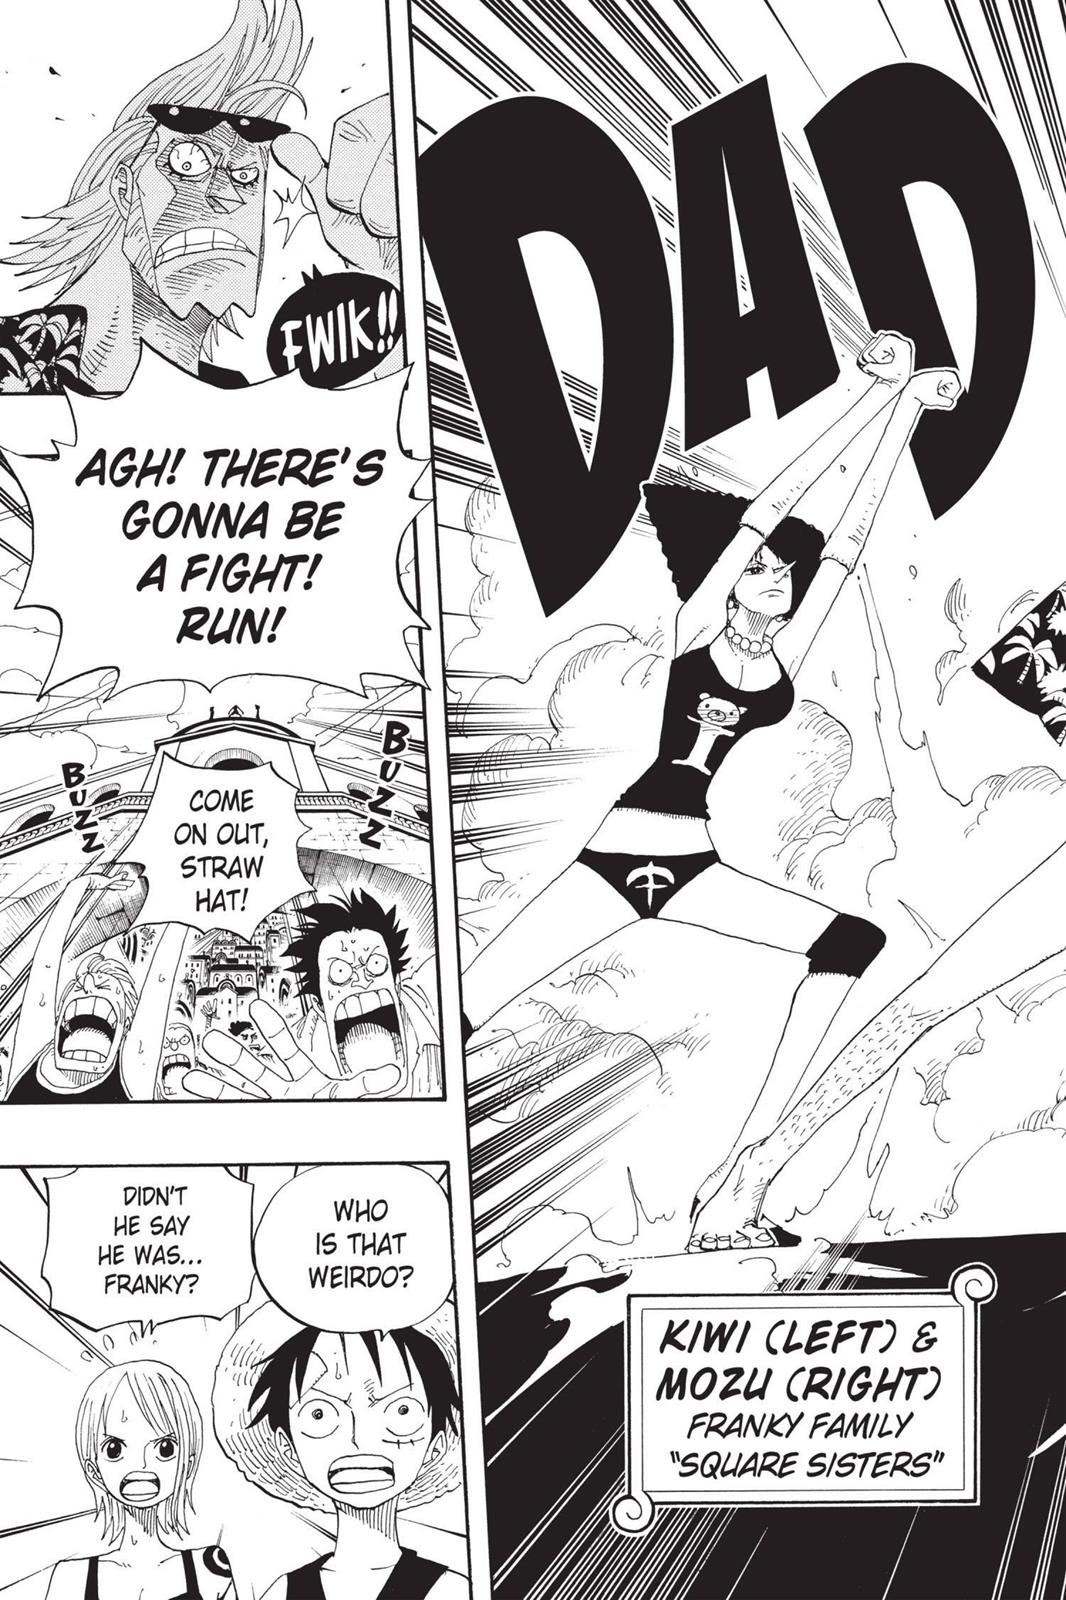 DAD
KIWI (LEFT) &
MOZU (RIGHT)
FRANKY FAMILY
"SQUARE SISTERS"
FWIK!!
AGH! THERE'S
GONNA BE
A FIGHT!
RUN!
BUZZ
BUZZ
COME
ON OUT,
STRAW
HAT!
WHO
IS THAT
WEIRDO?
DIDN'T
HE SAY
HE WAS...
FRANKY?